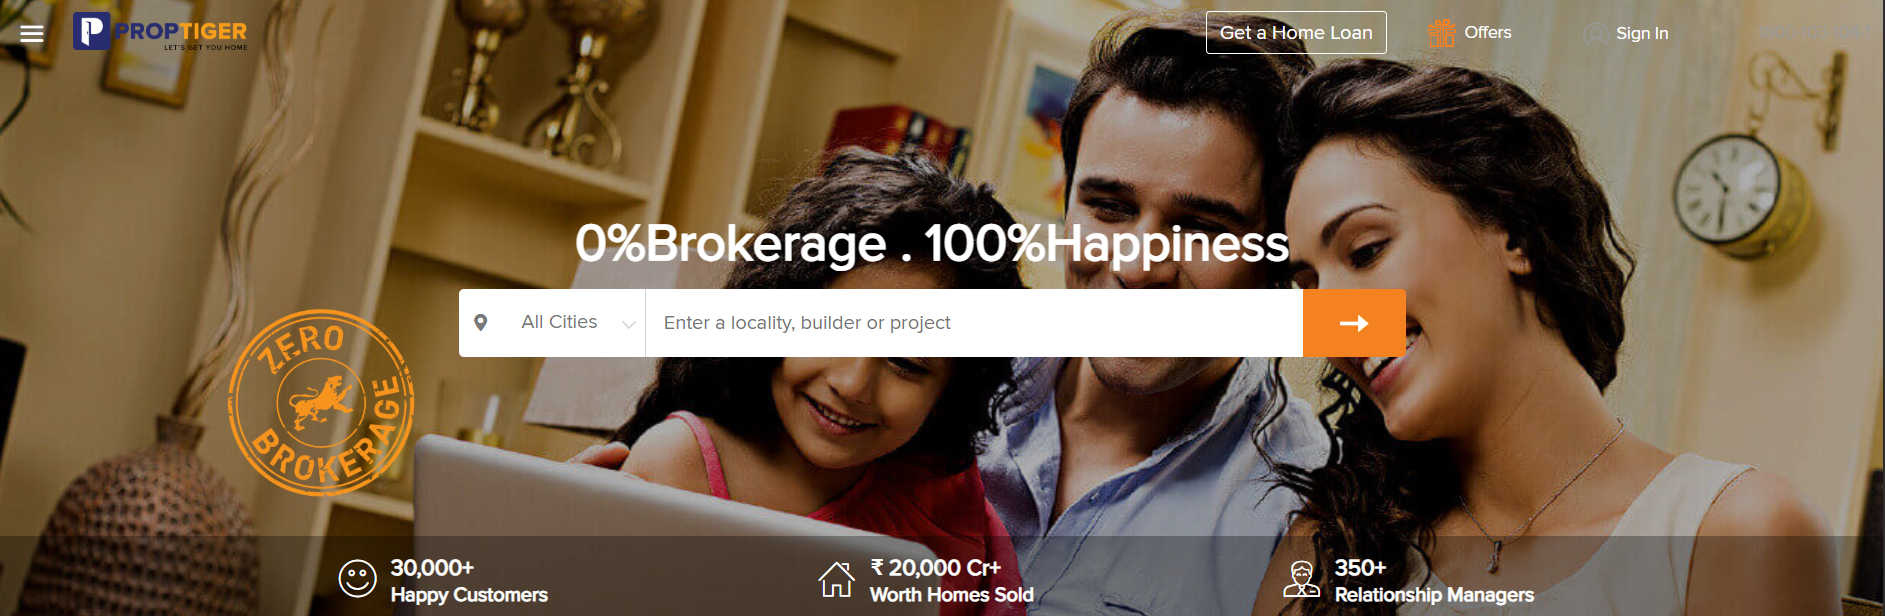 PROPTIGER
LET'S GET YOU HOME
Get a Home Loan
Offers
Sign In
0%Brokerage . 100%Happiness
All Cities
Enter a locality, builder or project
ZERO
BROKERAGE
30,000+
Happy Customers
₹ 20,000 Cr+
Worth Homes Sold
350+
Relationship Managers